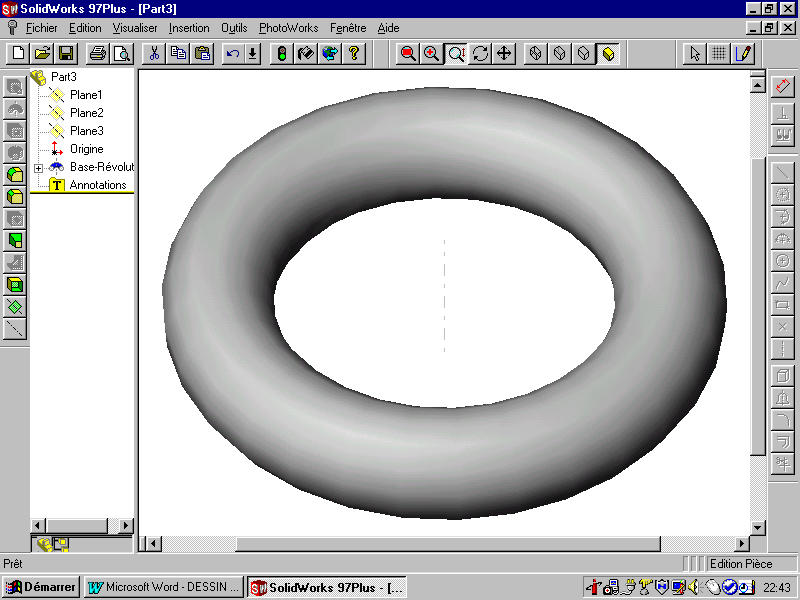 SolidWorks 97Plus - [Part3]
Fichier Edition Visualiser Insertion Outils PhotoWorks Fenêtre Aide
Part3
Plane1
Plane2
Plane3
Origine
Base-Révolut
Annotations
Prêt
Edition Pièce
Démarrer
Microsoft Word - DESSIN ...
SolidWorks 97Plus - [...
22:43